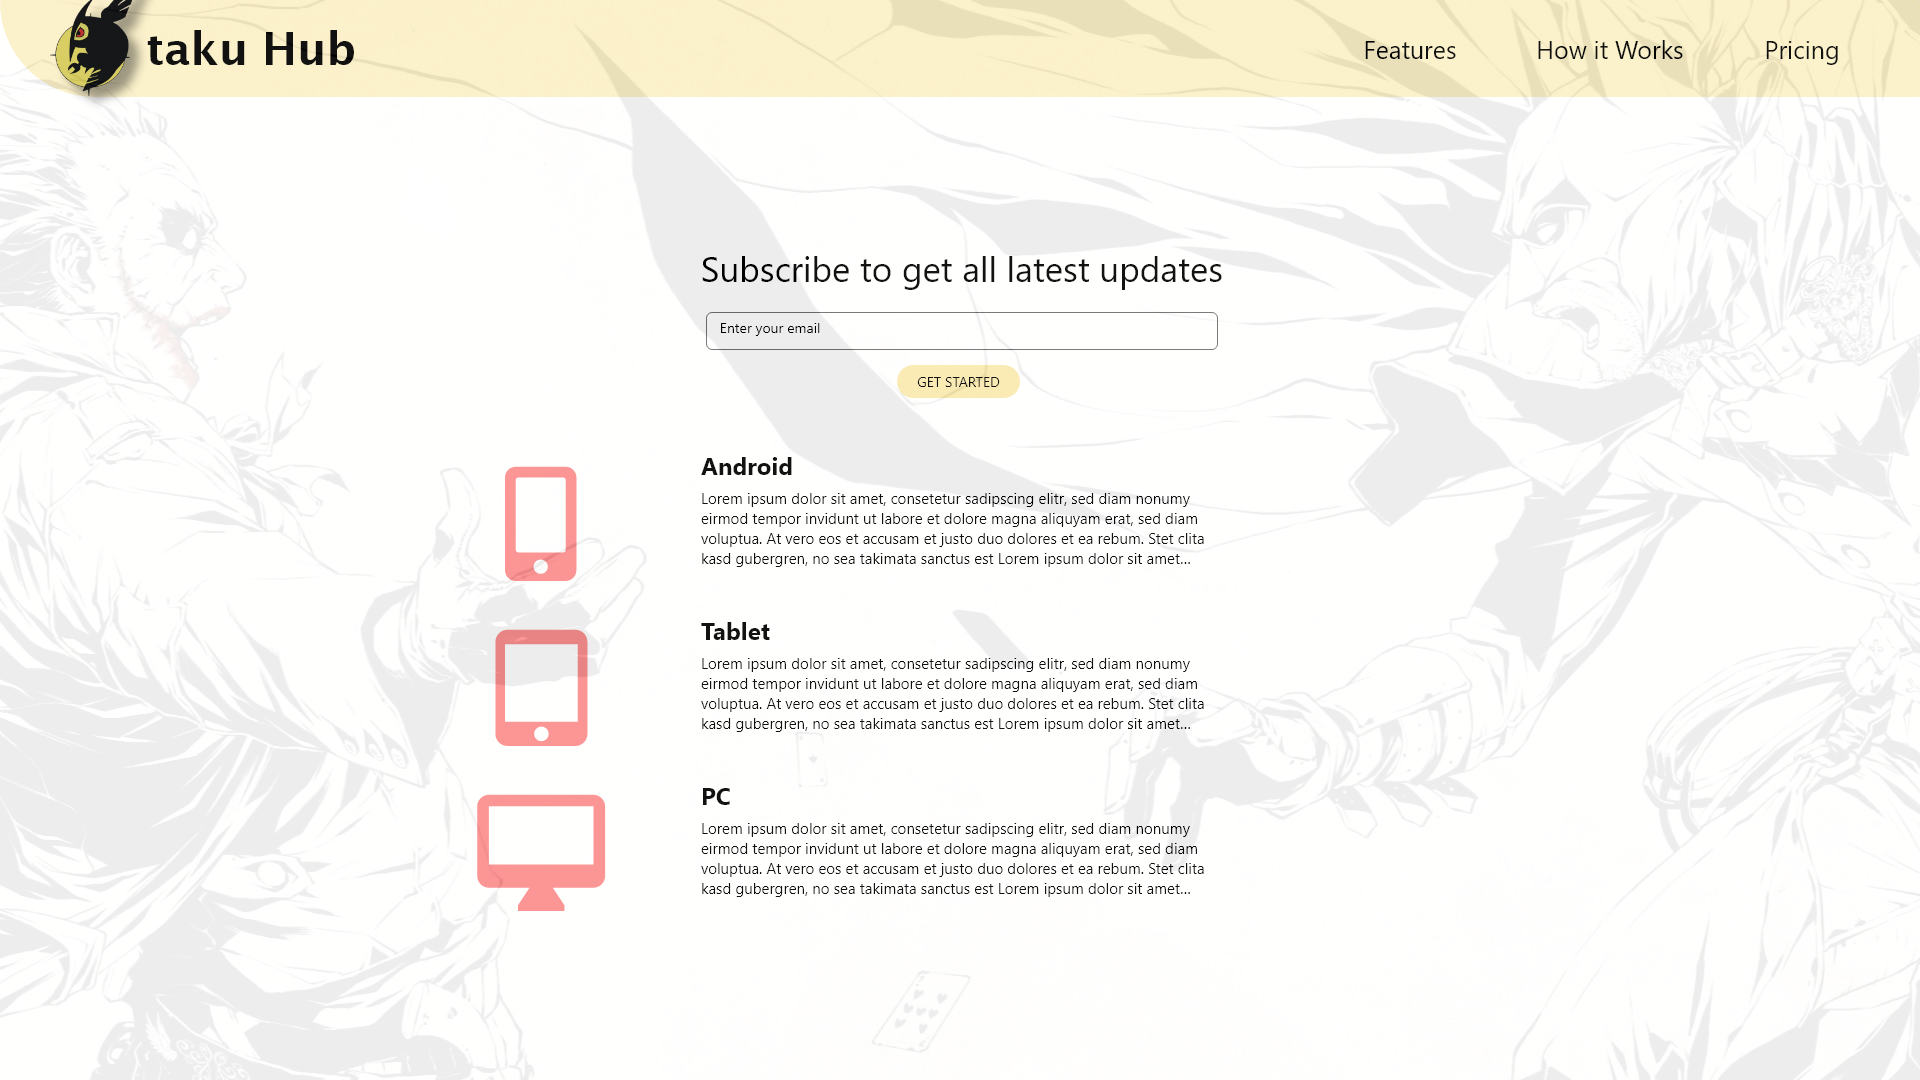 taku Hub
Features
How it Works
Pricing
Subscribe to get all latest updates
Enter your email
GET STARTED
Android
Lorem ipsum dolor sit amet, consetetur sadipscing elitr, sed diam nonumy
eirmod tempor invidunt ut labore et dolore magna aliquyam erat, sed diam
voluptua. At vero eos et accusam et justo duo dolores et ea rebum. Stet clita
kasd gubergren, no sea takimata sanctus est Lorem ipsum dolor sit amet...
Tablet
Lorem ipsum dolor sit amet, consetetur sadipscing elitr, sed diam nonumy
eirmod tempor invidunt ut labore et dolore magna aliquyam erat, sed diam
voluptua. At vero eos et accusam et justo duo dolores et ea rebum. Stet clita
kasd gubergren, no sea takimata sanctus est Lorem ipsum dolor sit amet...
PC
Lorem ipsum dolor sit amet, consetetur sadipscing elitr, sed diam nonumy
eirmod tempor invidunt ut labore et dolore magna aliquyam erat, sed diam
voluptua. At vero eos et accusam et justo duo dolores et ea rebum. Stet clita
kasd gubergren, no sea takimata sanctus est Lorem ipsum dolor sit amet...